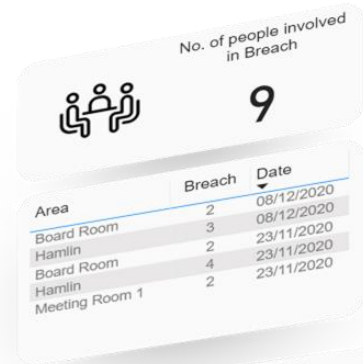 No. of people involved
in Breach
9
Area Breach Date
Board Room 2 08/12/2020
Hamlin 3 08/12/2020
Board Room 2 23/11/2020
Hamlin 4 23/11/2020
Meeting Room 1 2 23/11/2020